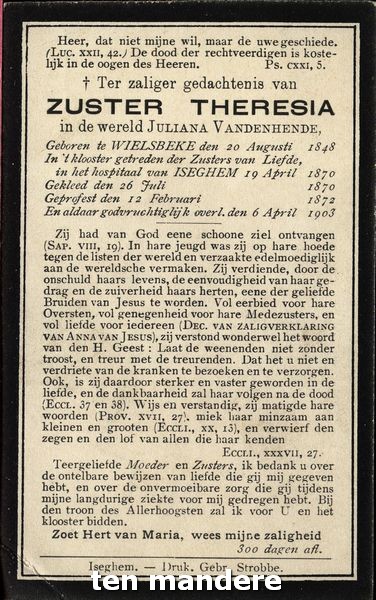 Heer, dat niet mijne wil, maar de uwe geschiede.
(Luc. XXII, 42.) De dood der rechtveerdigen is koste-
lijk in de oogen des Heeren. Ps. CXXI, 5.
† Ter zaliger gedachtenis van
ZUSTER THERESIA
in de wereld Juliana Vandenhende,
Geboren te WIELSBEKE den 20 Augusti 1848
In 't klooster getreden der Zusters van Liefde,
in het hospitaal van ISEGHEM 19 April 1870
Gekleed den 26 Juli 1870
Geprofest den 12 Februari 1872
En aldaar godvruchtiglijk overl. den 6 April 1903
Zij had van God eene schoone ziel ontvangen
(Sap. VIII, 19). In hare jeugd was zij op hare hoede
tegen de listen der wereld en verzaakte edelmoediglijk
aan de wereldsche vermaken. Zij verdiende, door de
onschuld haars levens, de eenvoudigheid van haar ge-
drag en de zuiverheid haars herten, eene der geliefde
Bruiden van Jesus te worden. Vol eerbied voor hare
Oversten, vol genegenheid voor hare Medezusters, en
vol liefde voor iedereen (Dec. van zaligverklaring
van Anna van Jesus), zij verstond wonderwel het woord
van den H. Geest: Laat de weenenden niet zonder
troost, en treur met de treurenden. Dat het u niet en
verdriete van de kranken te bezoeken en te verzorgen.
Ook, is zij daardoor sterker en vaster geworden in de
liefde, en de dankbaarheid zal haar volgen na de dood
(Eccl. 37 en 38). Wijs en verstandig, zij matigde hare
woorden (Prov. XVII, 27), miek haar minzaam aan
kleinen en grooten (Eccli., XX, 13), en verwierf den
zegen en den lof van allen die haar kenden
Eccli., XXXVII, 27.
Teergeliefde Moeder en Zusters, ik bedank u over
de ontelbare bewijzen van liefde die gij mij gegeven
hebt, en over de onvermoeibare zorg die gij tijdens
mijne langdurige ziekte voor mij gedregen hebt. Bij
den troon des Allerhoogsten zal ik voor U en het
klooster bidden.
Zoet Hert van Maria, wees mijne zaligheid
300 dagen afl.
Iseghem. — Druk. Gebr. Strobbe.
ten mandere